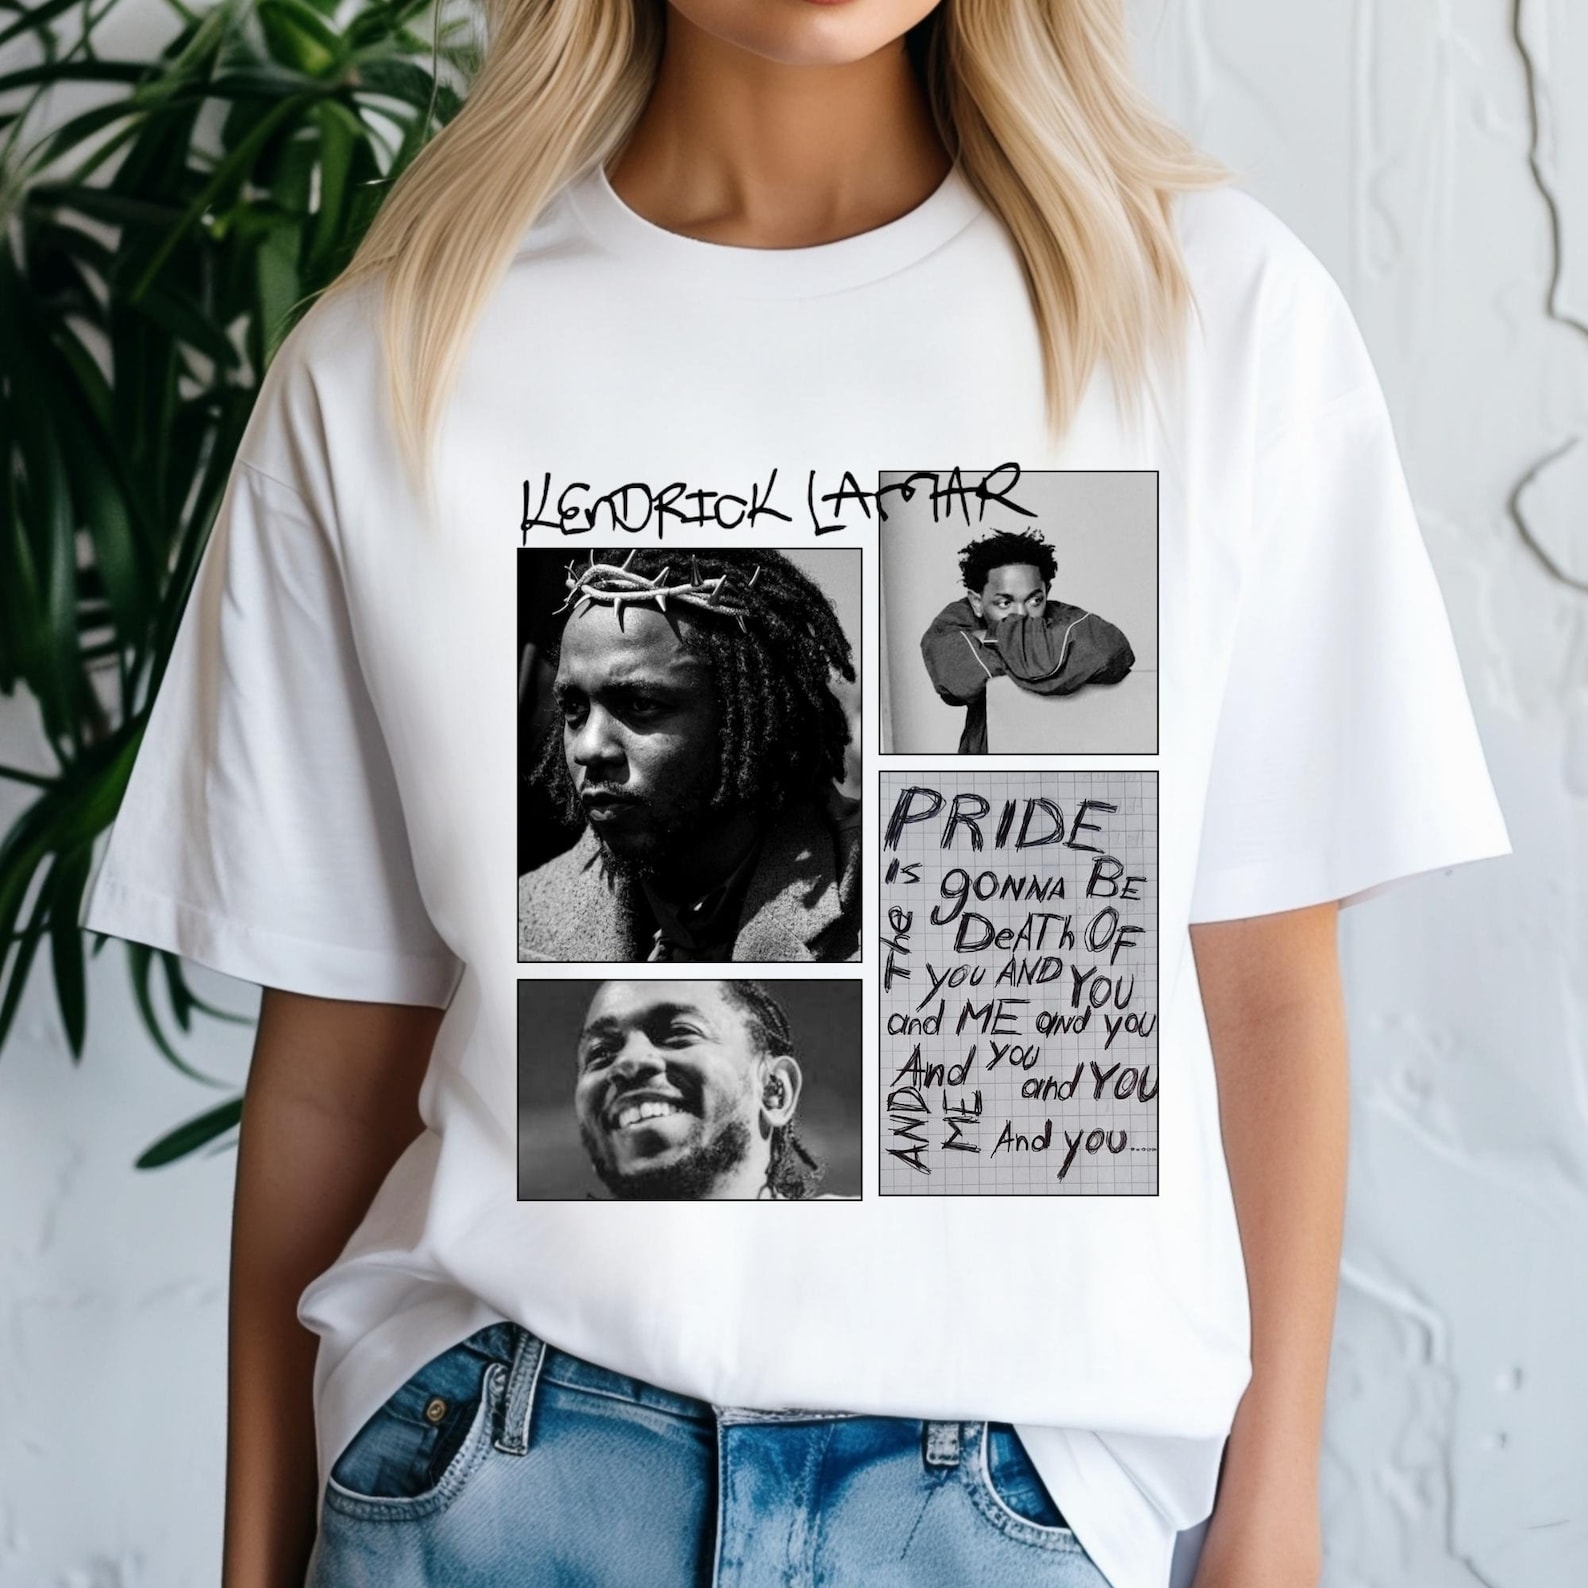 KENDRICK LAMAR
PRIDE
IS gONNA BE
The DeATh OF
you AND YOU
and ME and you
And you and YOU
AND ME And you......